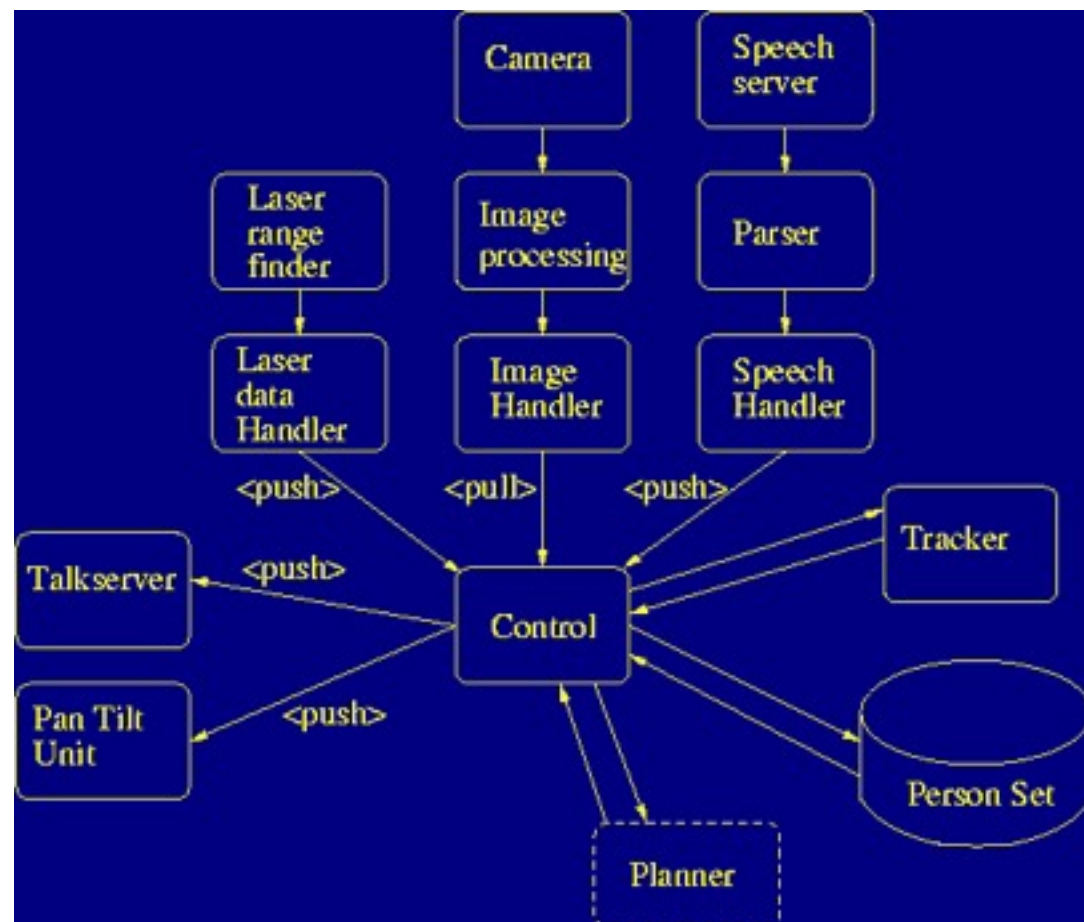 Camera
Speech
server
Laser
range
finder
Image
processing
Parser
Laser
data
Handler
Image
Handler
Speech
Handler
<push>
<pull>
<push>
Tracker
Talkserver
<push>
Control
Pan Tilt
Unit
<push>
Person Set
Planner